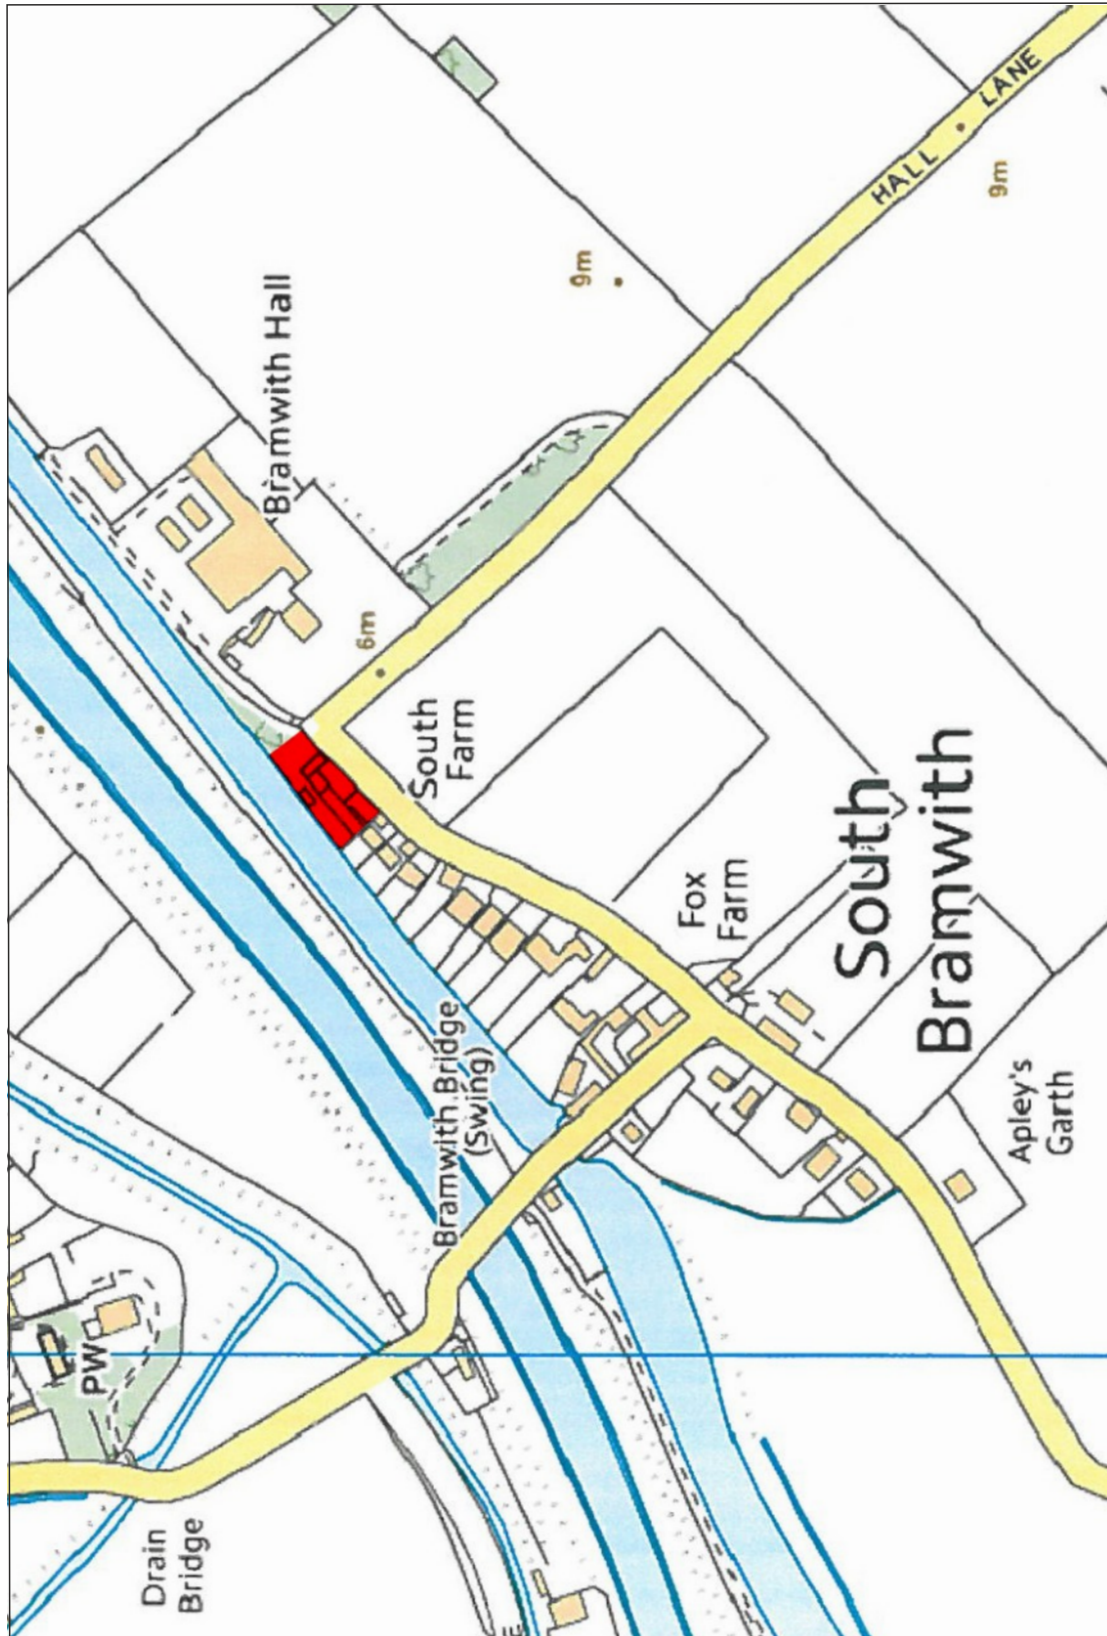 HALL LANE
9m
9m
Bramwith Hall
6m
South
Farm
Fox
Farm
South
Bramwith
Bramwith Bridge
(Swing)
Apley's
Garth
PW
Drain
Bridge